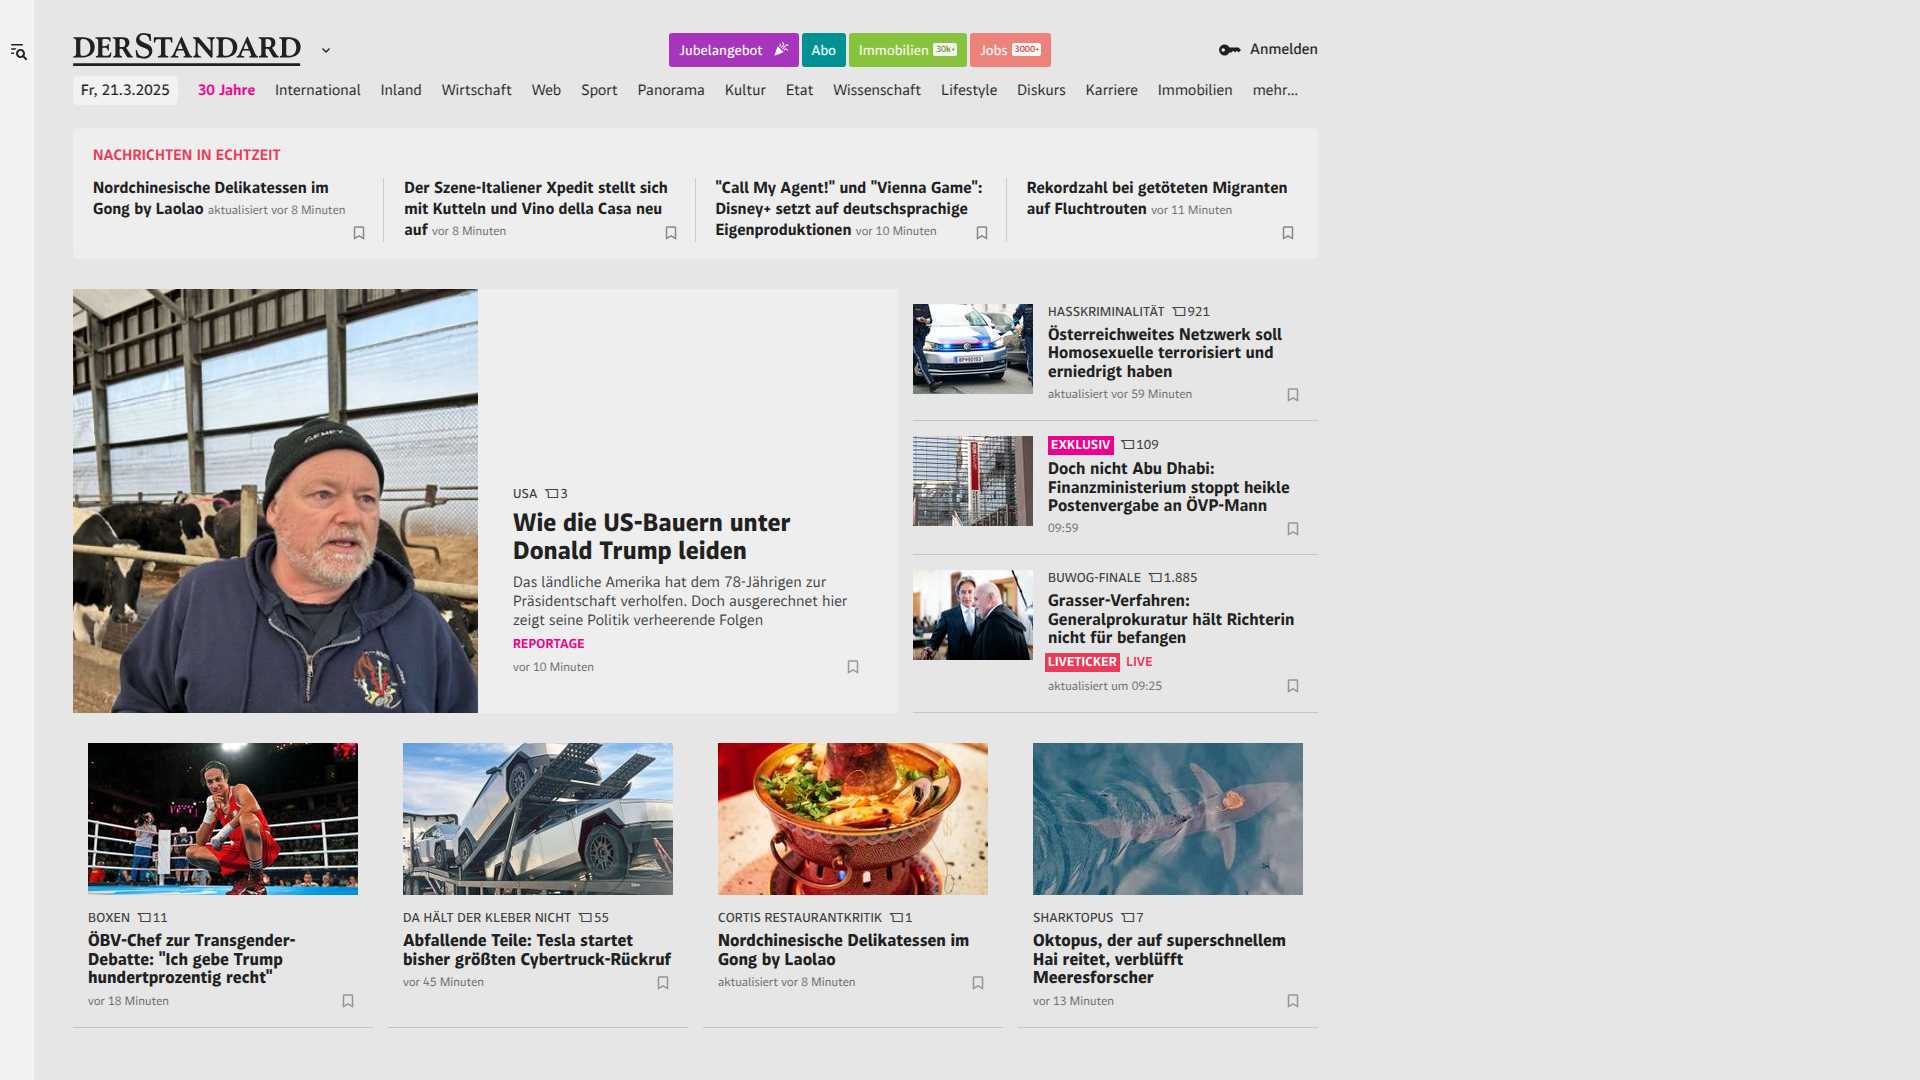 DERSTANDARD
Jubelangebot
Abo
Immobilien 30k+
Jobs 3000+
Anmelden
Fr, 21.3.2025
30 Jahre
International
Inland
Wirtschaft
Web
Sport
Panorama
Kultur
Etat
Wissenschaft
Lifestyle
Diskurs
Karriere
Immobilien
mehr...
NACHRICHTEN IN ECHTZEIT
Nordchinesische Delikatessen im
Gong by Laolao aktualisiert vor 8 Minuten
Der Szene-Italiener Xpedit stellt sich
mit Kutteln und Vino della Casa neu
auf vor 8 Minuten
"Call My Agent!" und "Vienna Game":
Disney+ setzt auf deutschsprachige
Eigenproduktionen vor 10 Minuten
Rekordzahl bei getöteten Migranten
auf Fluchtrouten vor 11 Minuten
USA 3
Wie die US-Bauern unter
Donald Trump leiden
Das ländliche Amerika hat dem 78-Jährigen zur
Präsidentschaft verholfen. Doch ausgerechnet hier
zeigt seine Politik verheerende Folgen
REPORTAGE
vor 10 Minuten
HASSKRIMINALITÄT 921
Österreichweites Netzwerk soll
Homosexuelle terrorisiert und
erniedrigt haben
aktualisiert vor 59 Minuten
EXKLUSIV 109
Doch nicht Abu Dhabi:
Finanzministerium stoppt heikle
Postenvergabe an ÖVP-Mann
09:59
BUWOG-FINALE 1.885
Grasser-Verfahren:
Generalprokuratur hält Richterin
nicht für befangen
LIVETICKER LIVE
aktualisiert um 09:25
BOXEN 11
ÖBV-Chef zur Transgender-
Debatte: "Ich gebe Trump
hundertprozentig recht"
vor 18 Minuten
DA HÄLT DER KLEBER NICHT 55
Abfallende Teile: Tesla startet
bisher größten Cybertruck-Rückruf
vor 45 Minuten
CORTIS RESTAURANTKRITIK 1
Nordchinesische Delikatessen im
Gong by Laolao
aktualisiert vor 8 Minuten
SHARKTOPUS 7
Oktopus, der auf superschnellem
Hai reitet, verblüfft
Meeresforscher
vor 13 Minuten